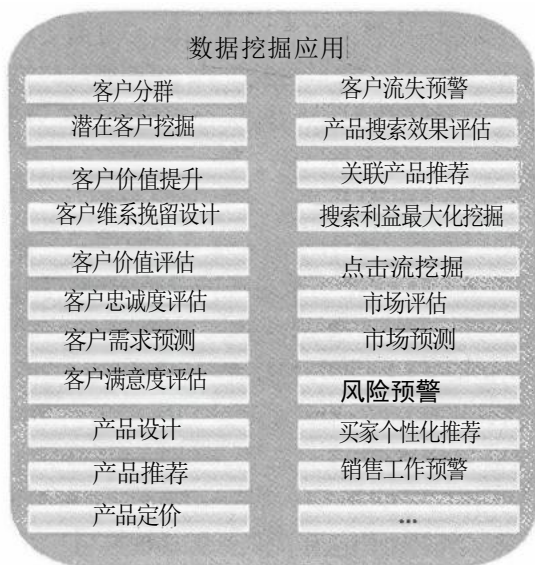 数据挖掘应用
客户分群
潜在客户挖掘
客户价值提升
客户维系挽留设计
客户价值评估
客户忠诚度评估
客户需求预测
客户满意度评估
产品设计
产品推荐
产品定价
客户流失预警
产品搜索效果评估
关联产品推荐
搜索利益最大化挖掘
点击流挖掘
市场评估
市场预测
风险预警
买家个性化推荐
销售工作预警
...